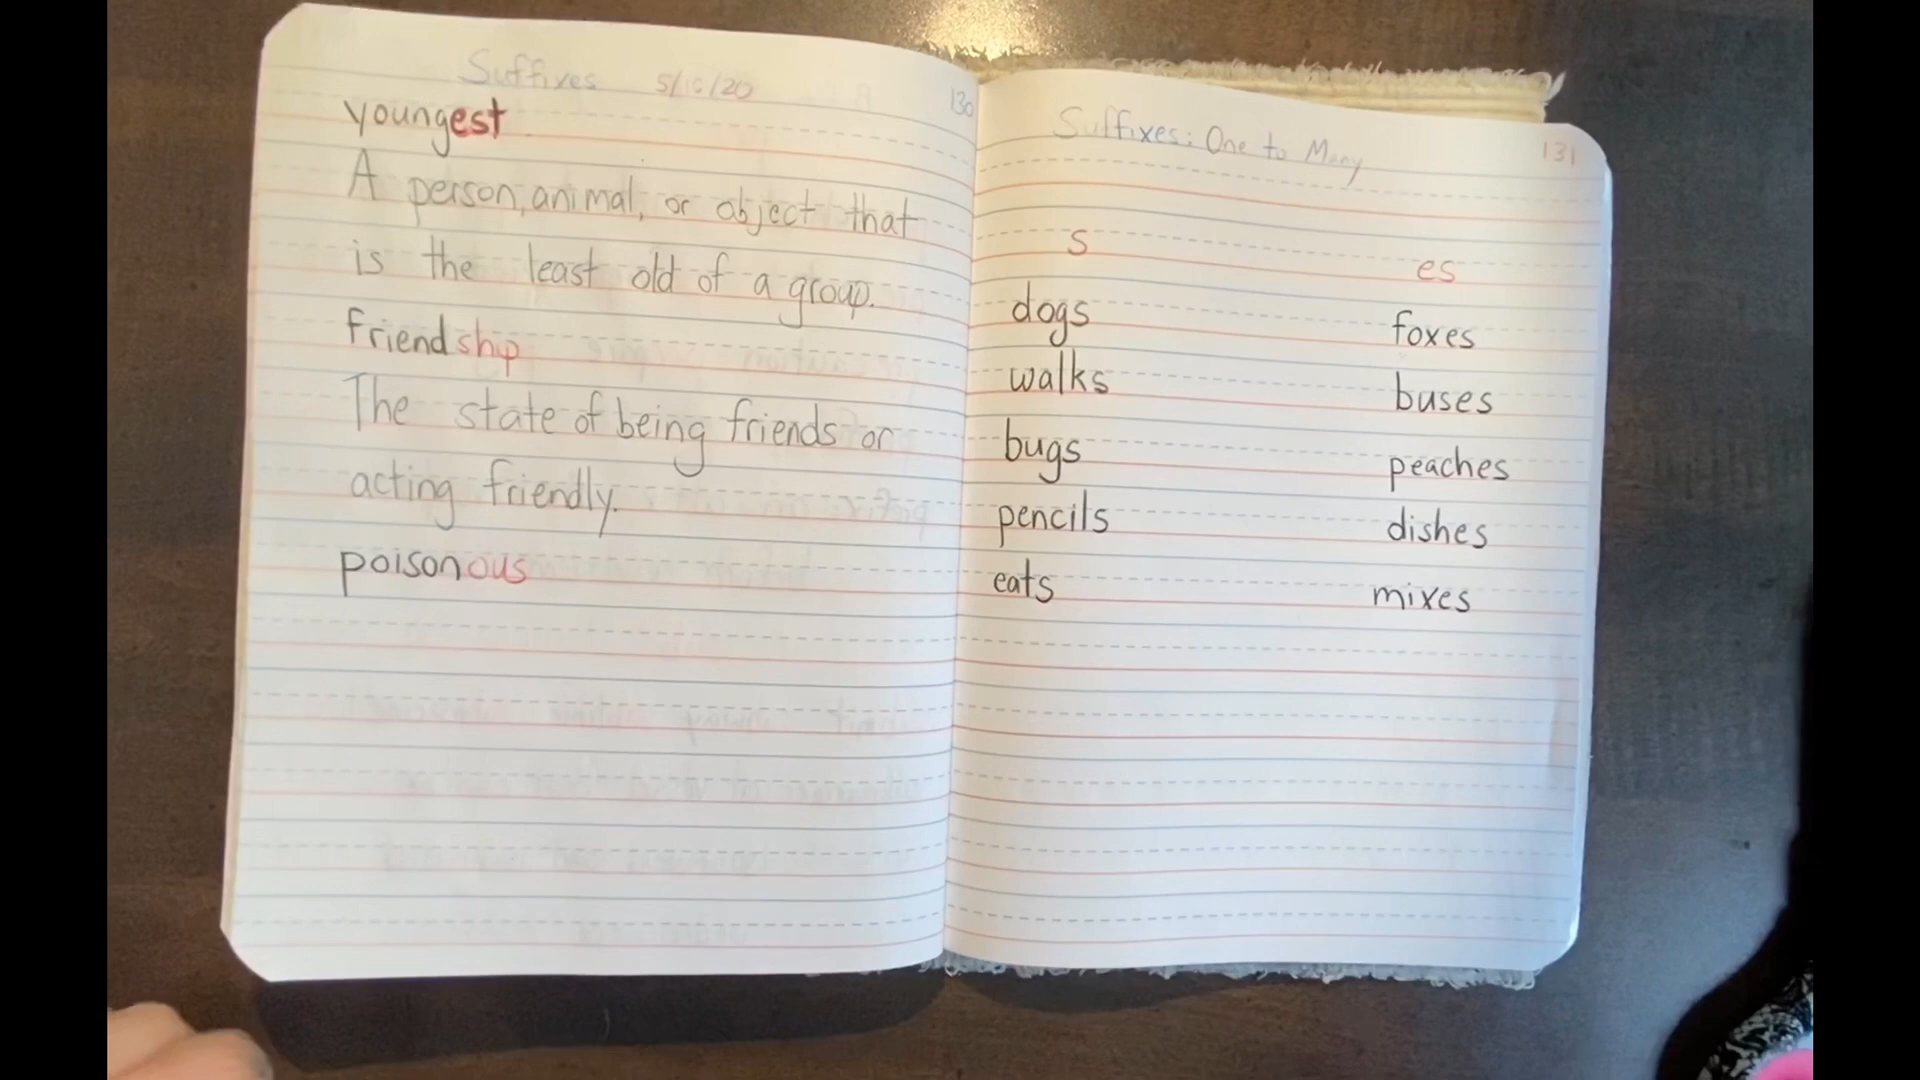 Suffixes 5/16/20
130
youngest
A person, animal, or object that
is the least old of a group.
friendship
The state of being friends or
acting friendly.
poisonous
Suffixes: One to Many
131
s es
dogs foxes
walks buses
bugs peaches
pencils dishes
eats mixes